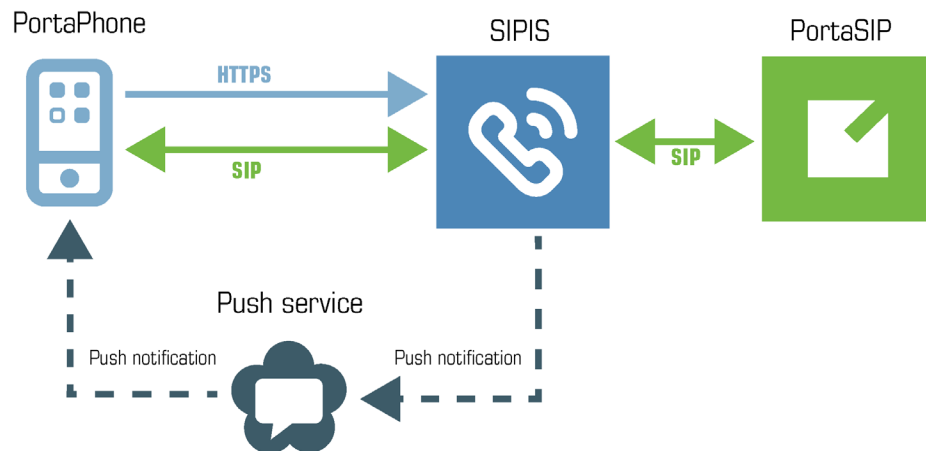 PortaPhone
SIPIS
PortaSIP
HTTPS
SIP
SIP
Push service
Push notification
Push notification